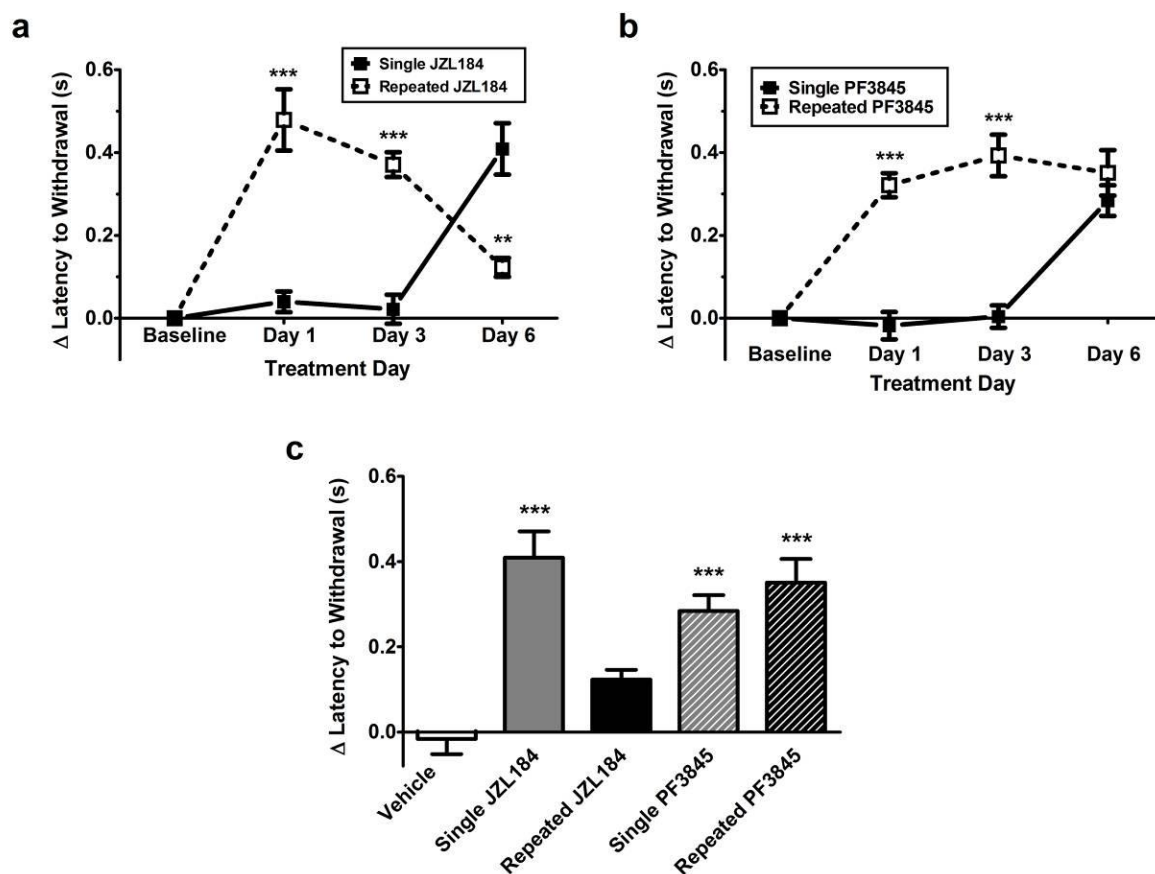 a
Δ Latency to Withdrawal (s)
0.6
0.4
0.2
0.0
Single JZL184
Repeated JZL184
***
***
**
Baseline Day 1 Day 3 Day 6
Treatment Day
b
Δ Latency to Withdrawal (s)
0.6
0.4
0.2
0.0
Single PF3845
Repeated PF3845
***
***
Baseline Day 1 Day 3 Day 6
Treatment Day
c
Δ Latency to Withdrawal (s)
0.6
0.4
0.2
0.0
***
***
***
Vehicle
Single JZL184
Repeated JZL184
Single PF3845
Repeated PF3845